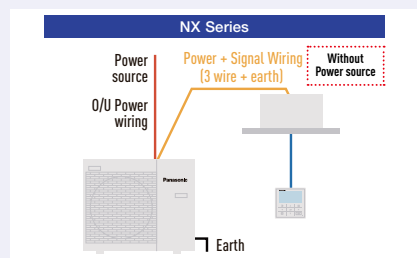 NX Series
Power
source
Power + Signal Wiring
(3 wire + earth)
Without
Power source
O/U Power
wiring
Panasonic
Earth